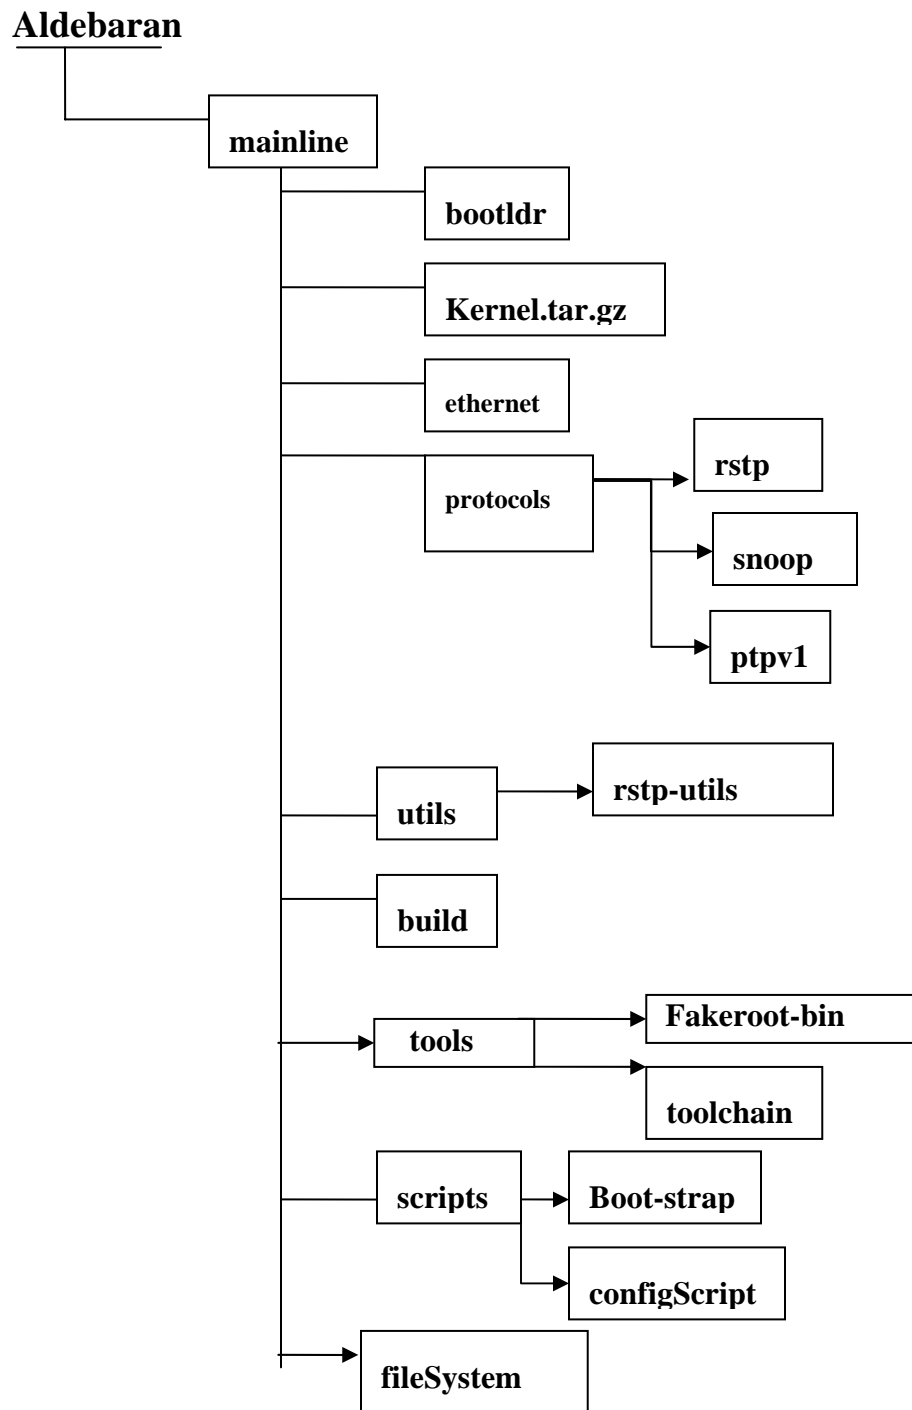 Aldebaran
mainline
bootldr
Kernel.tar.gz
ethernet
protocols
rstp
snoop
ptpv1
utils
rstp-utils
build
tools
Fakeroot-bin
toolchain
scripts
Boot-strap
configScript
fileSystem